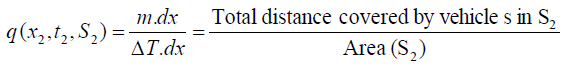 q(x₂,t₂,S₂) = m.dx / ΔT.dx = Total distance covered by vehicle s in S₂ / Area (S₂)